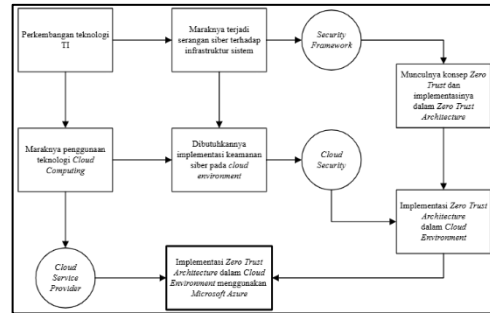 Perkembangan teknologi
TI
Maraknya terjadi
serangan siber terhadap
infrastruktur sistem
Security
Framework
Munculnya konsep Zero
Trust dan
implementasinya
dalam Zero Trust
Architecture
Maraknya penggunaan
teknologi Cloud
Computing
Dibutuhkannya
implementasi keamanan
siber pada cloud
environment
Cloud
Security
Implementasi Zero Trust
Architecture
dalam Cloud
Environment
Cloud
Service
Provider
Implementasi Zero Trust
Architecture dalam Cloud
Environment menggunakan
Microsoft Azure